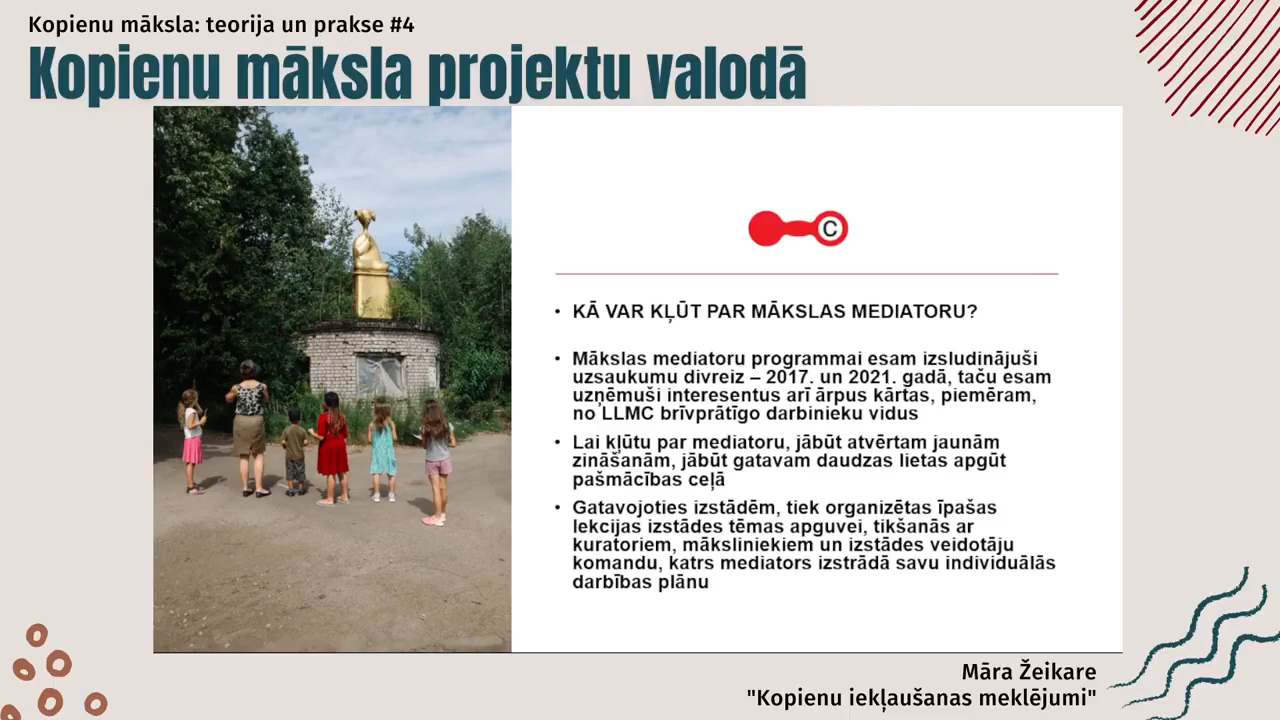 Kopienu māksla: teorija un prakse #4
Kopienu māksla projektu valodā
C
• KĀ VAR KĻŪT PAR MĀKSLAS MEDIATORU?
• Mākslas mediatoru programmai esam izsludinājuši
uzsaukumu divreiz – 2017. un 2021. gadā, taču esam
uzņēmuši interesentus arī ārpus kārtas, piemēram,
no LLMC brīvprātīgo darbinieku vidus
• Lai kļūtu par mediatoru, jābūt atvērtam jaunām
zināšanām, jābūt gatavam daudzas lietas apgūt
pašmācības ceļā
• Gatavojoties izstādēm, tiek organizētas īpašas
lekcijas izstādes tēmas apguvei, tikšanās ar
kuratoriem, māksliniekiem un izstādes veidotāju
komandu, katrs mediators izstrādā savu individuālās
darbības plānu
Māra Žeikare
"Kopienu iekļaušanas meklējumi"